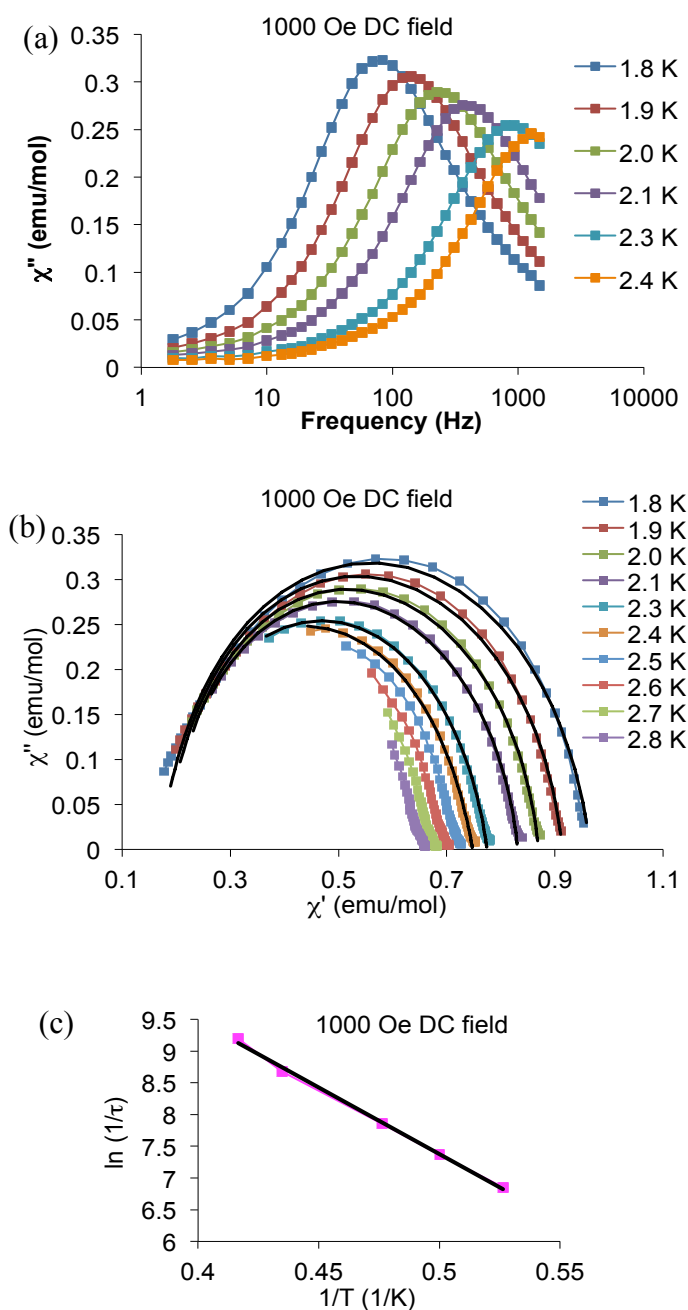 (a)
1000 Oe DC field
0.35
0.3
0.25
0.2
0.15
0.1
0.05
0
χ" (emu/mol)
1
10
100
1000
10000
Frequency (Hz)
1.8 K
1.9 K
2.0 K
2.1 K
2.3 K
2.4 K
(b)
1000 Oe DC field
0.35
0.3
0.25
0.2
0.15
0.1
0.05
0
χ" (emu/mol)
0.1
0.3
0.5
0.7
0.9
1.1
χ' (emu/mol)
1.8 K
1.9 K
2.0 K
2.1 K
2.3 K
2.4 K
2.5 K
2.6 K
2.7 K
2.8 K
(c)
1000 Oe DC field
9.5
9
8.5
8
7.5
7
6.5
6
ln (1/τ)
0.4
0.45
0.5
0.55
1/T (1/K)